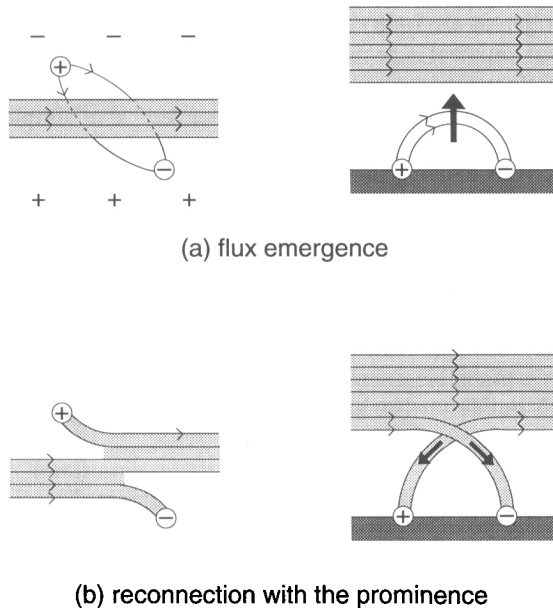 − − −
+
−
+ + +
+ −
(a) flux emergence
+
−
+ −
(b) reconnection with the prominence